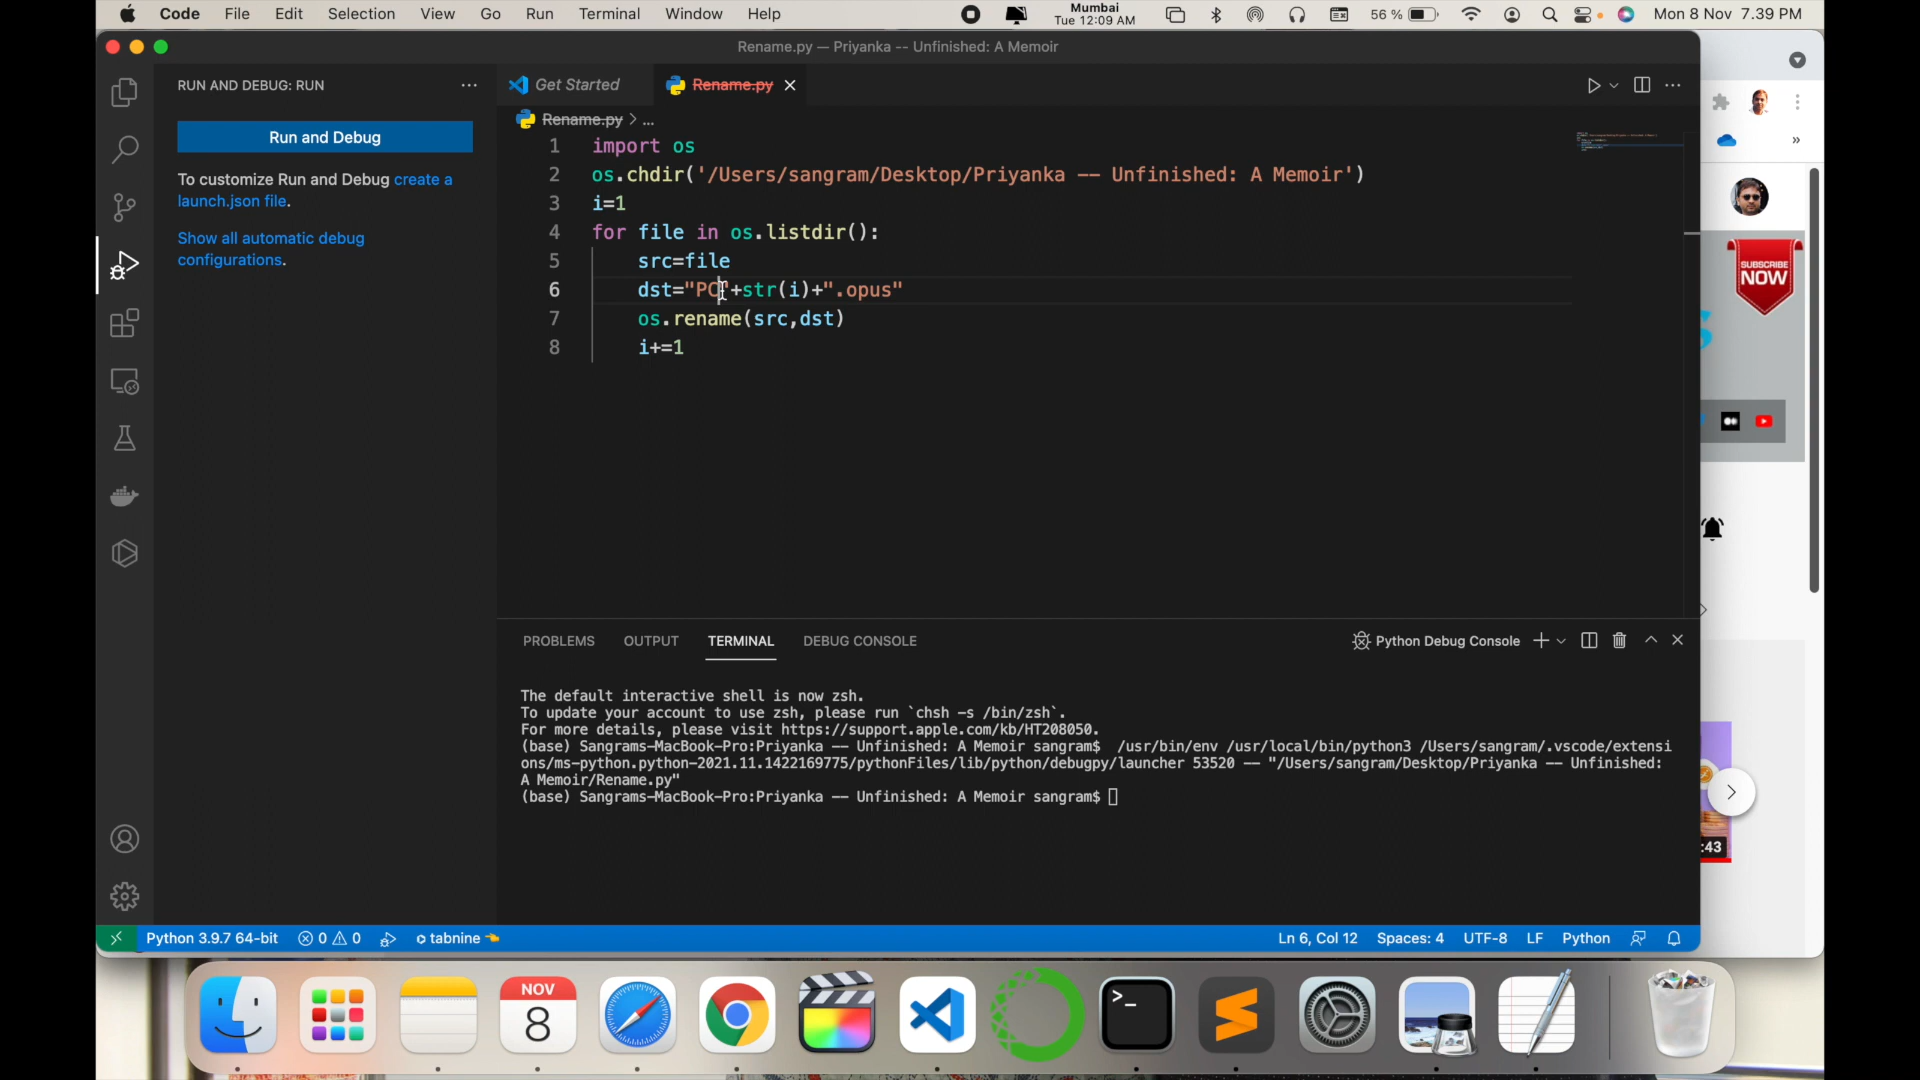 Code File Edit Selection View Go Run Terminal Window Help
Mumbai
Tue 12:09 AM
56 %
Mon 8 Nov 7.39 PM
Rename.py — Priyanka -- Unfinished: A Memoir
RUN AND DEBUG: RUN
Run and Debug
To customize Run and Debug create a
launch.json file.
Show all automatic debug
configurations.
Get Started
Rename.py
Rename.py > ...
1 import os
2 os.chdir('/Users/sangram/Desktop/Priyanka -- Unfinished: A Memoir')
3 i=1
4 for file in os.listdir():
5 src=file
6 dst="PC"+str(i)+".opus"
7 os.rename(src,dst)
8 i+=1
PROBLEMS OUTPUT TERMINAL DEBUG CONSOLE
Python Debug Console
The default interactive shell is now zsh.
To update your account to use zsh, please run `chsh -s /bin/zsh`.
For more details, please visit https://support.apple.com/kb/HT208050.
(base) Sangrams-MacBook-Pro:Priyanka -- Unfinished: A Memoir sangram$ /usr/bin/env /usr/local/bin/python3 /Users/sangram/.vscode/extensi
ons/ms-python.python-2021.11.1422169775/pythonFiles/lib/python/debugpy/launcher 53520 -- "/Users/sangram/Desktop/Priyanka -- Unfinished:
A Memoir/Rename.py"
(base) Sangrams-MacBook-Pro:Priyanka -- Unfinished: A Memoir sangram$
Python 3.9.7 64-bit
0
0
tabnine
Ln 6, Col 12
Spaces: 4
UTF-8
LF
Python
SUBSCRIBE
NOW
:43
NOV
8
>_